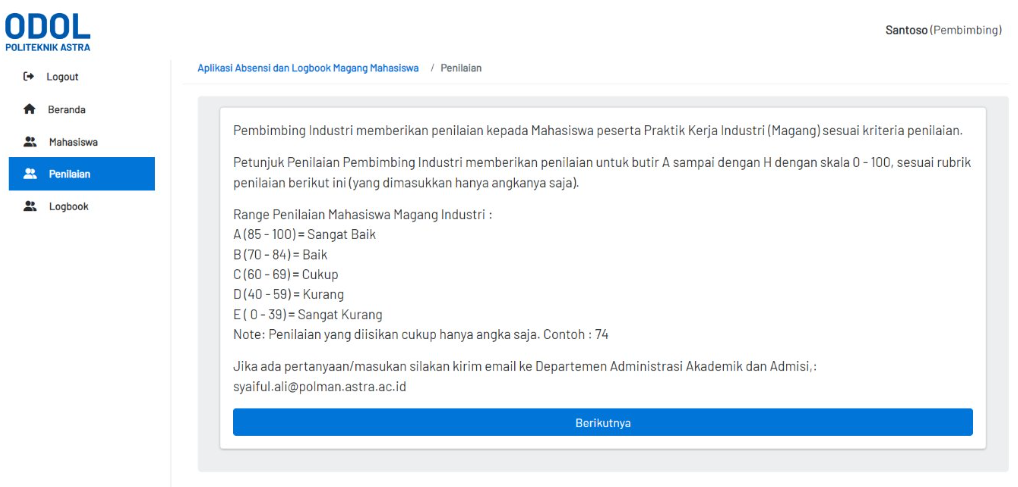 ODOL
POLITEKNIK ASTRA
Santoso (Pembimbing)
Logout
Beranda
Mahasiswa
Penilaian
Logbook
Aplikasi Absensi dan Logbook Magang Mahasiswa / Penilaian
Pembimbing Industri memberikan penilaian kepada Mahasiswa peserta Praktik Kerja Industri (Magang) sesuai kriteria penilaian.
Petunjuk Penilaian Pembimbing Industri memberikan penilaian untuk butir A sampai dengan H dengan skala 0 - 100, sesuai rubrik
penilaian berikut ini (yang dimasukkan hanya angkanya saja).
Range Penilaian Mahasiswa Magang Industri :
A (85 - 100) = Sangat Baik
B (70 - 84) = Baik
C (60 - 69) = Cukup
D (40 - 59) = Kurang
E ( 0 - 39) = Sangat Kurang
Note: Penilaian yang diisikan cukup hanya angka saja. Contoh : 74
Jika ada pertanyaan/masukan silakan kirim email ke Departemen Administrasi Akademik dan Admisi,:
syaiful.ali@polman.astra.ac.id
Berikutnya